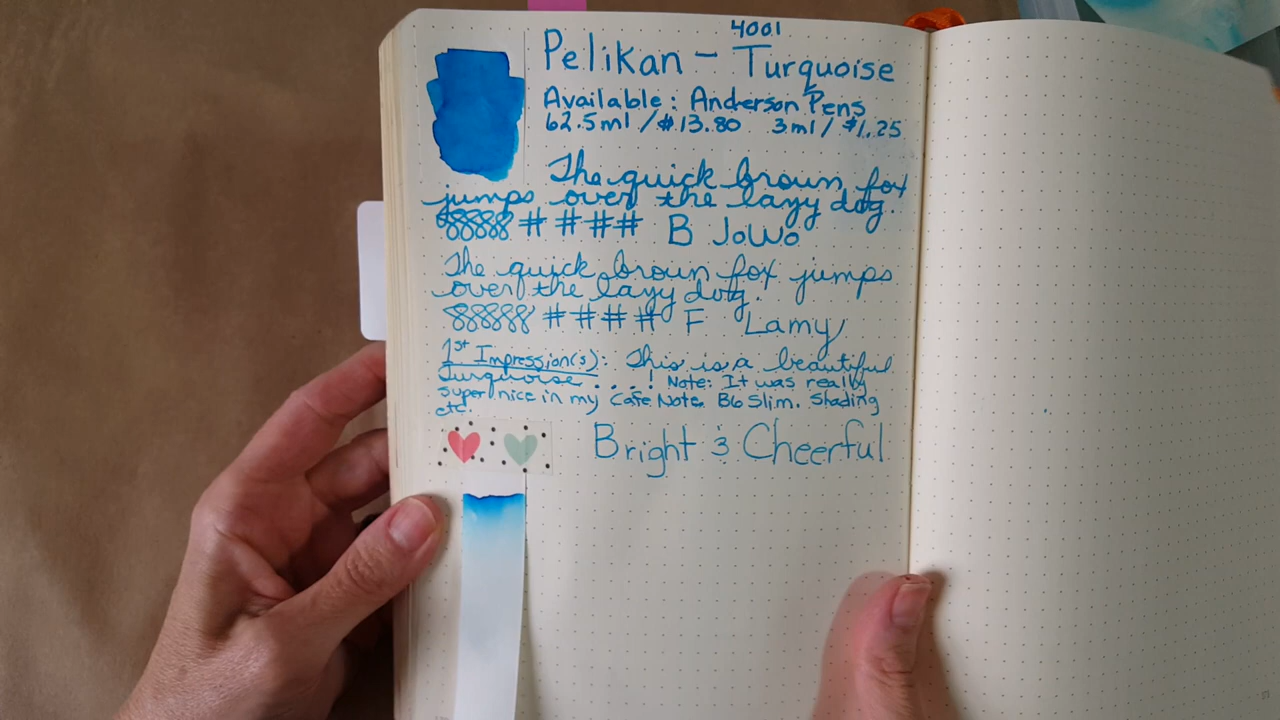 4001
Pelikan - Turquoise
Available: Anderson Pens
62.5ml / $13.80 3ml / $1.25
The quick brown fox
jumps over the lazy dog.
88888 # # # # B JoWo
The quick brown fox jumps
over the lazy dog.
88888 # # # # F Lamy
1st Impression(s): This is a beautiful
Turquoise . . . . ! Note: It was really
super nice in my Cafe Note B6 Slim. Shading
etc.
Bright & Cheerful